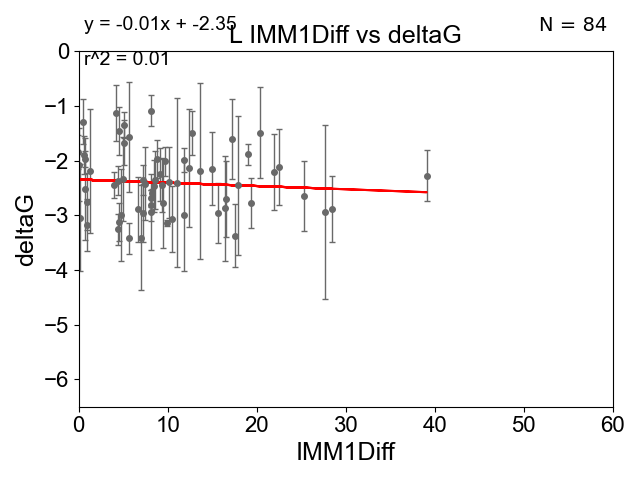 y = -0.01x + -2.35
N = 84
L IMM1Diff vs deltaG
r^2 = 0.01
0
−1
−2
−3
−4
−5
−6
deltaG
0 10 20 30 40 50 60
IMM1Diff